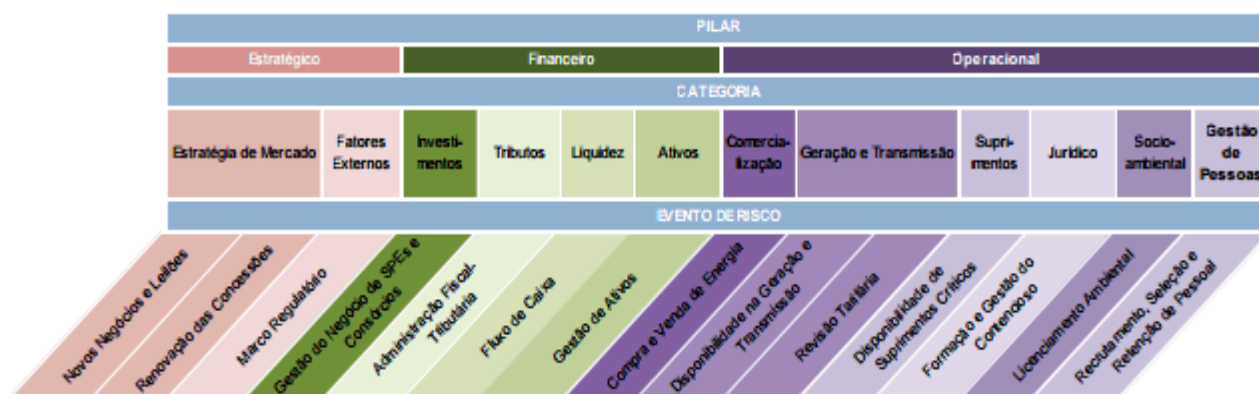 PILAR
Estratégico
Financeiro
Operacional
CATEGORIA
Estratégia de Mercado
Fatores
Externos
Investi-
mentos
Tributos
Liquidez
Ativos
Comercia-
lização
Geração e Transmissão
Supri-
mentos
Jurídico
Socio-
ambiental
Gestão
de
Pessoas
EVENTO DE RISCO
Novos Negócios e Leilões
Renovação das Concessões
Marco Regulatório
Gestão do Negócio de SPEs e
Consórcios
Administração Fiscal-
Tributária
Fluxo de Caixa
Gestão de Ativos
Compra e Venda de Energia
Disponibilidade na Geração e
Transmissão
Revisão Tarifária
Disponibilidade de
Suprimentos Críticos
Formação e Gestão do
Contencioso
Licenciamento Ambiental
Recrutamento, Seleção e
Retenção de Pessoal